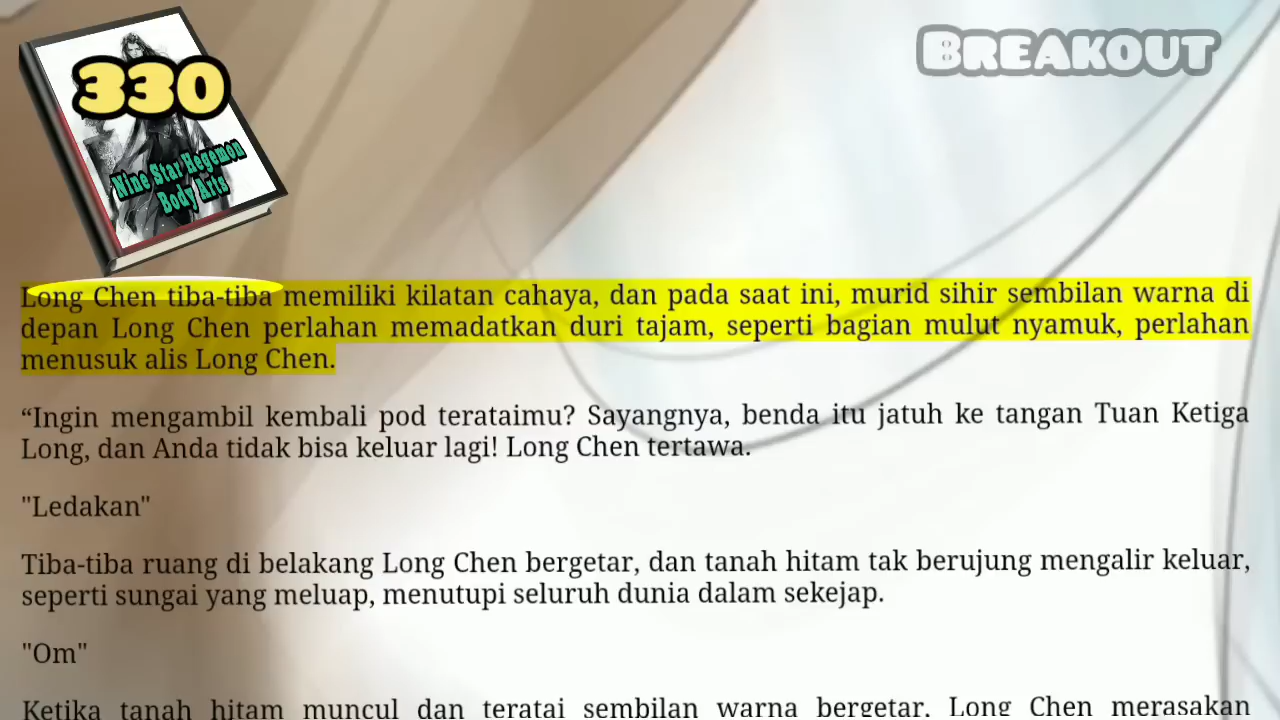 BREAKOUT
330
Nine Star Hegemon
Body Arts
Long Chen tiba-tiba memiliki kilatan cahaya, dan pada saat ini, murid sihir sembilan warna di
depan Long Chen perlahan memadatkan duri tajam, seperti bagian mulut nyamuk, perlahan
menusuk alis Long Chen.
“Ingin mengambil kembali pod terataimu? Sayangnya, benda itu jatuh ke tangan Tuan Ketiga
Long, dan Anda tidak bisa keluar lagi! Long Chen tertawa.
"Ledakan"
Tiba-tiba ruang di belakang Long Chen bergetar, dan tanah hitam tak berujung mengalir keluar,
seperti sungai yang meluap, menutupi seluruh dunia dalam sekejap.
"Om"
Ketika tanah hitam muncul dan teratai sembilan warna bergetar, Long Chen merasakan